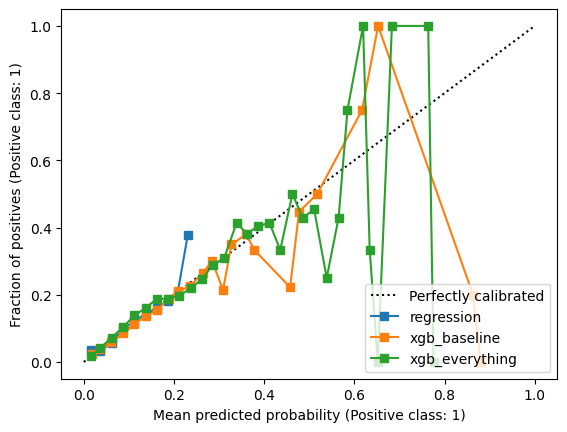 Fraction of positives (Positive class: 1)
1.0
0.8
0.6
0.4
0.2
0.0
Perfectly calibrated
regression
xgb_baseline
xgb_everything
0.0 0.2 0.4 0.6 0.8 1.0
Mean predicted probability (Positive class: 1)